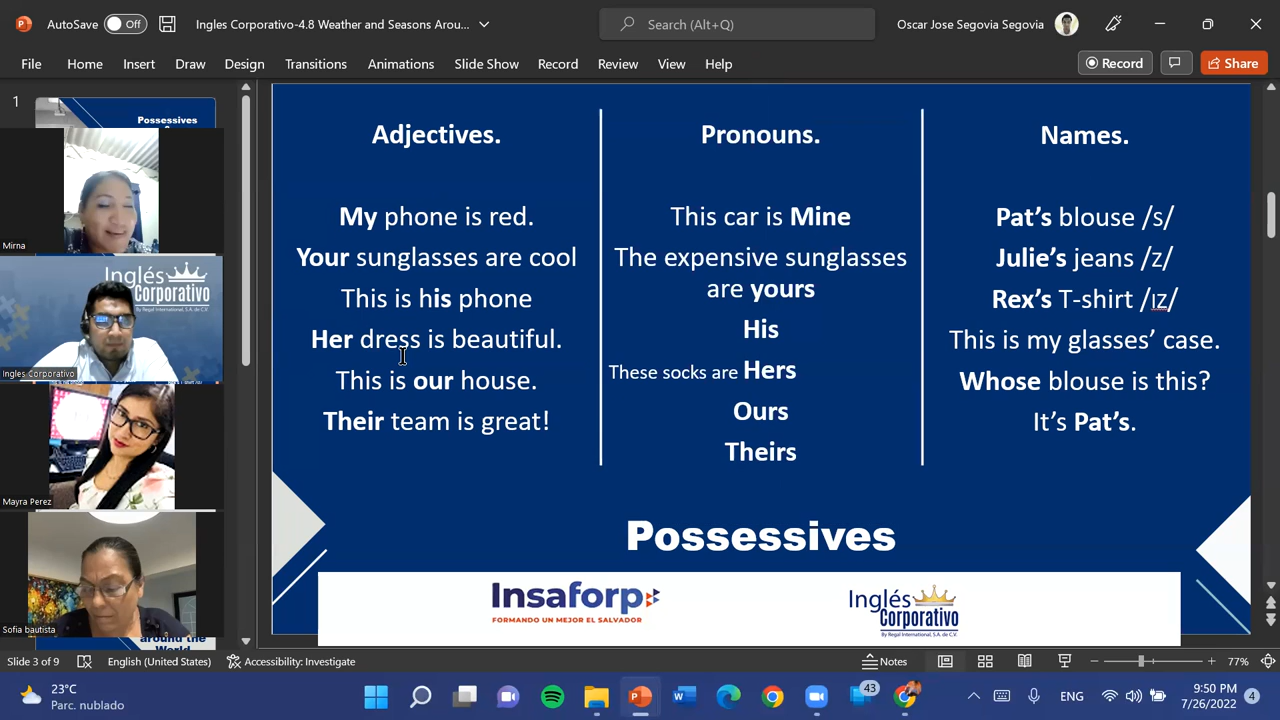 AutoSave Off Ingles Corporativo-4.8 Weather and Seasons Arou... Search (Alt+Q) Oscar Jose Segovia Segovia
File Home Insert Draw Design Transitions Animations Slide Show Record Review View Help Record Share
1
Possessives
Mirna
Inglés
Corporativo
By Regal International, S.A. de C.V.
Ingles Corporativo
Mayra Perez
Sofia bautista
around the
Adjectives.
My phone is red.
Your sunglasses are cool
This is his phone
Her dress is beautiful.
This is our house.
Their team is great!
Pronouns.
This car is Mine
The expensive sunglasses
are yours
His
These socks are Hers
Ours
Theirs
Names.
Pat's blouse /s/
Julie's jeans /z/
Rex's T-shirt /ɪz/
This is my glasses' case.
Whose blouse is this?
It's Pat's.
Possessives
Insaforp
FORMANDO UN MEJOR EL SALVADOR
Inglés
Corporativo
By Regal International, S.A. de C.V.
Slide 3 of 9 English (United States) Accessibility: Investigate Notes 77%
23°C
Parc. nublado
43
ENG
9:50 PM
7/26/2022
4